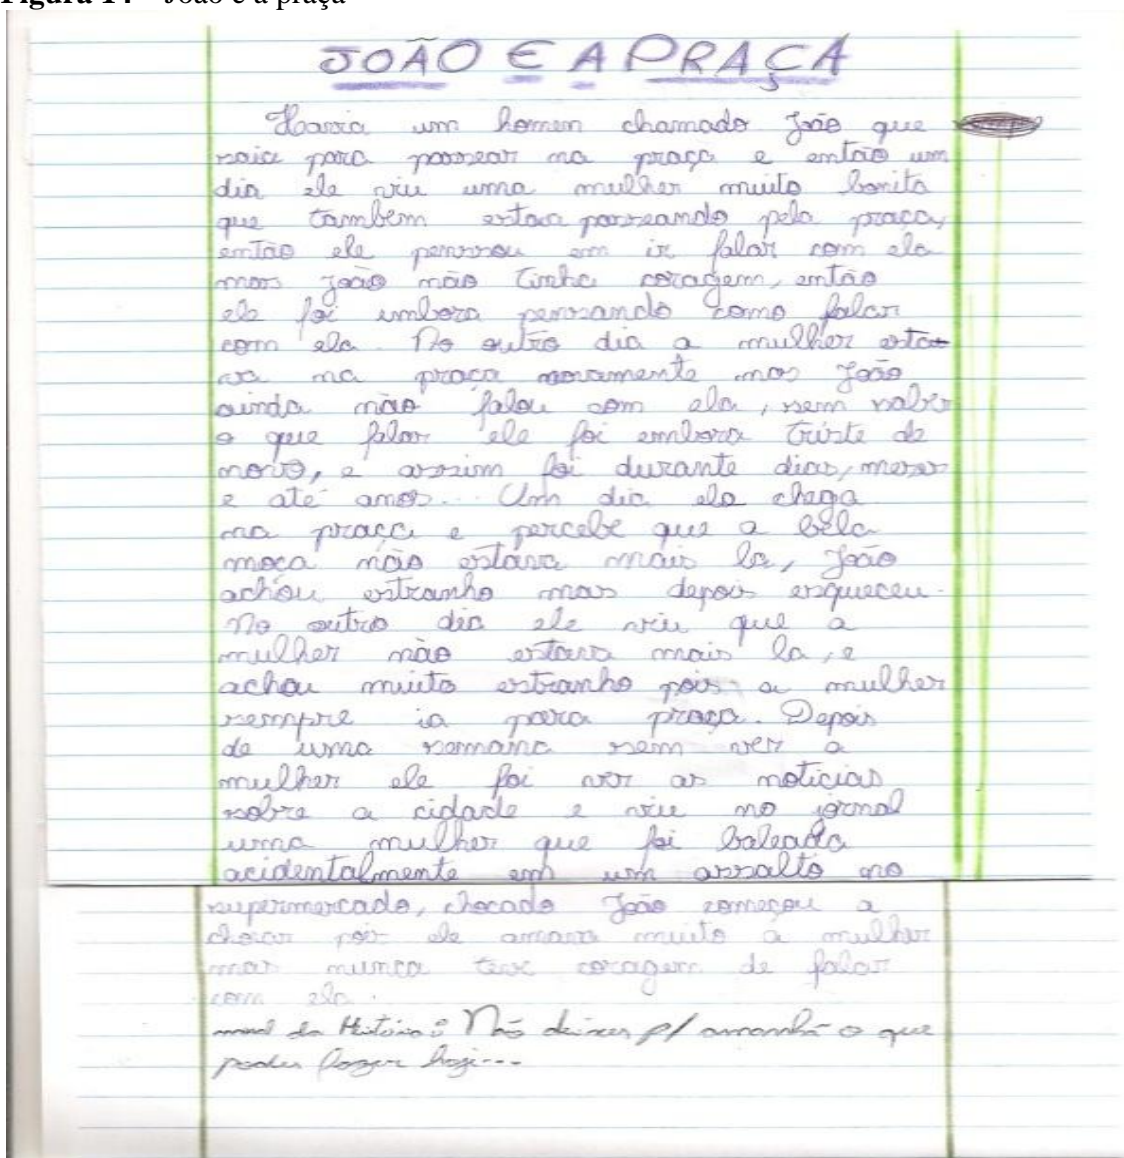 Figura 14 – João e a praça
JOÃO E A PRAÇA
Havia um homem chamado João que
saia para passear na praça e então um
dia ele viu uma mulher muito bonita
que também estava passeando pela praça,
então ele penssou em ir falar com ela
mas João não tinha coragem, então
ele foi embora penssando como falar
com ela. No outro dia a mulher esta-
va na praça novamente mas João
ainda não falou com ela, sem saber
o que falar ele foi embora triste de
novo, e assim foi durante dias, meses
e até anos... Um dia ele chega
na praça e percebe que a bela
moça não estava mais la, João
achou estranho mas depois esqueceu.
No outro dia ele viu que a
mulher não estava mais la, e
achou muito estranho pois a mulher
sempre ia para praça. Depois
de uma semana sem ver a
mulher ele foi ver as noticias
sobre a cidade e viu no jornal
uma mulher que foi baleada
acidentalmente em um assalto no
supermercado, chocado João começou a
chorar pois ele amava muito a mulher
mas nunca teve coragem de falar
com ela.
da História: Não deixes p/ amanhã o que
podes fazer hoje...